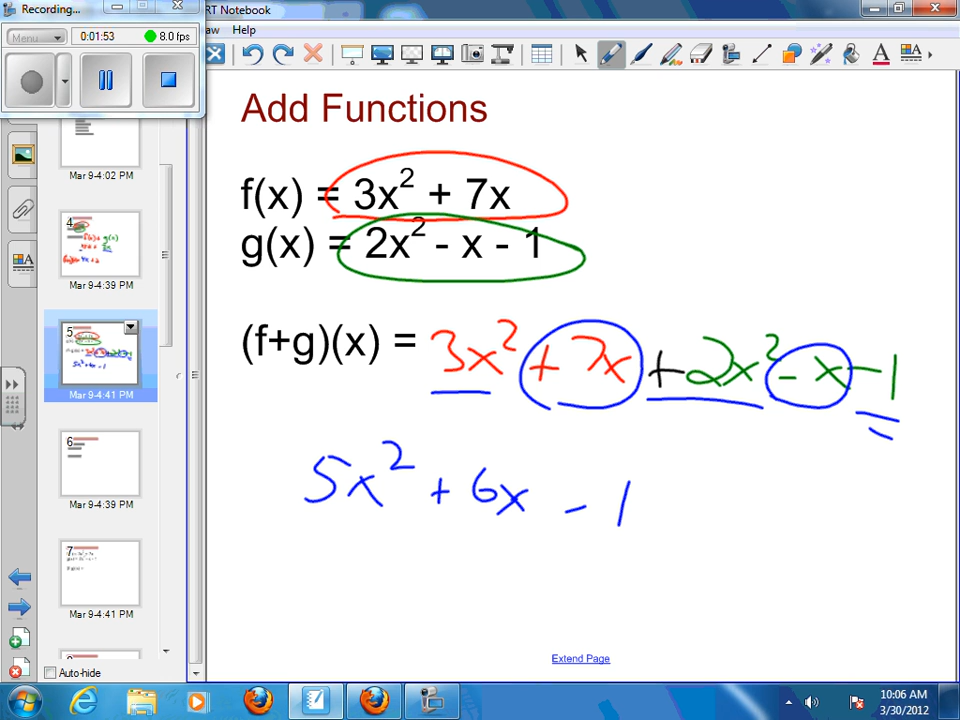 Recording...
RT Notebook
Menu
0:01:53
8.0 fps
aw Help
Mar 9-4:02 PM
4
Mar 9-4:39 PM
5
Mar 9-4:41 PM
6
Mar 9-4:39 PM
7
Mar 9-4:41 PM
Auto-hide
Add Functions
f(x) = 3x² + 7x
g(x) = 2x² - x - 1
(f+g)(x) = 3x² + 7x + 2x² - x - 1
5x² + 6x - 1
Extend Page
10:06 AM
3/30/2012